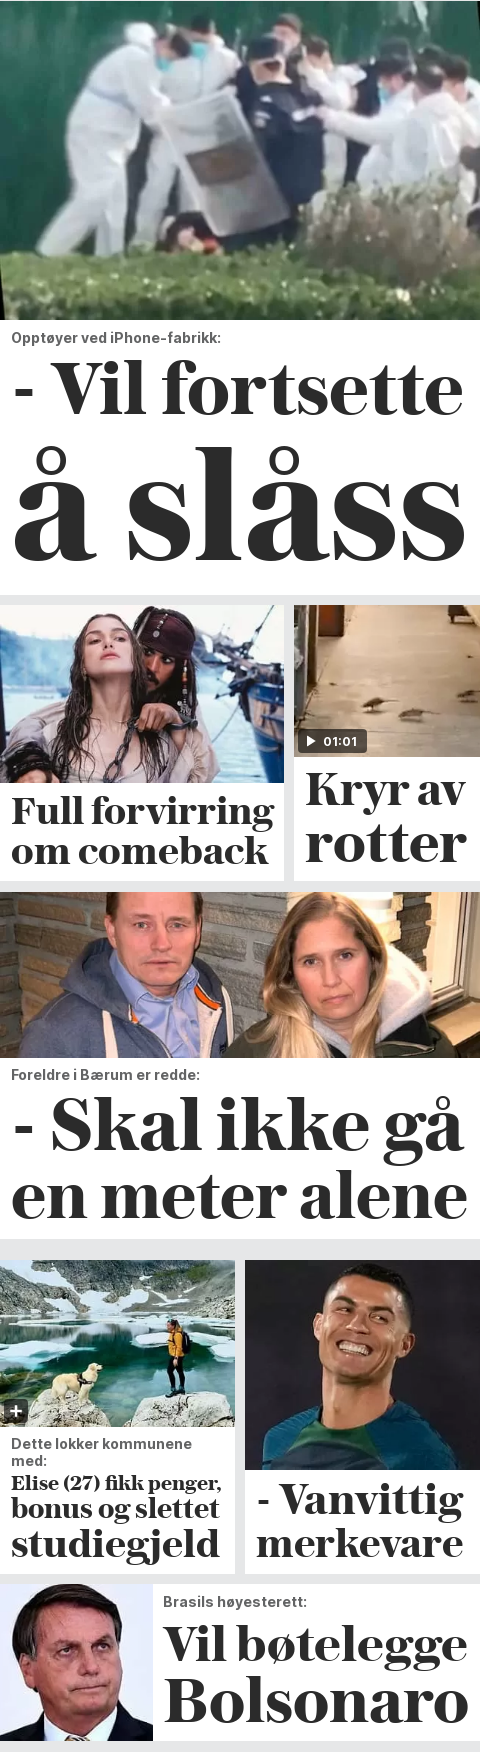 Opptøyer ved iPhone-fabrikk:
- Vil fortsette
å slåss
01:01
Full forvirring
om comeback
Kryr av
rotter
Foreldre i Bærum er redde:
- Skal ikke gå
en meter alene
Dette lokker kommunene
med:
Elise (27) fikk penger,
bonus og slettet
studiegjeld
- Vanvittig
merkevare
Brasils høyesterett:
Vil bøtelegge
Bolsonaro